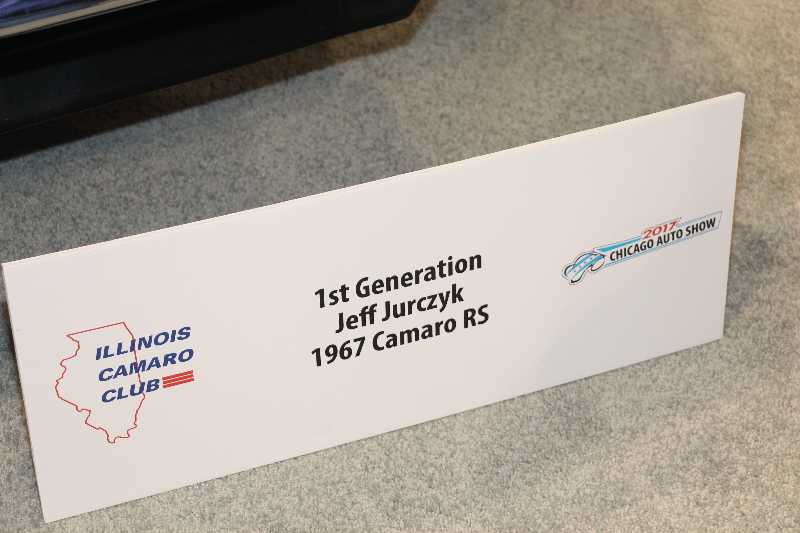 ILLINOIS
CAMARO
CLUB
1st Generation
Jeff Jurczyk
1967 Camaro RS
2017
CHICAGO AUTO SHOW